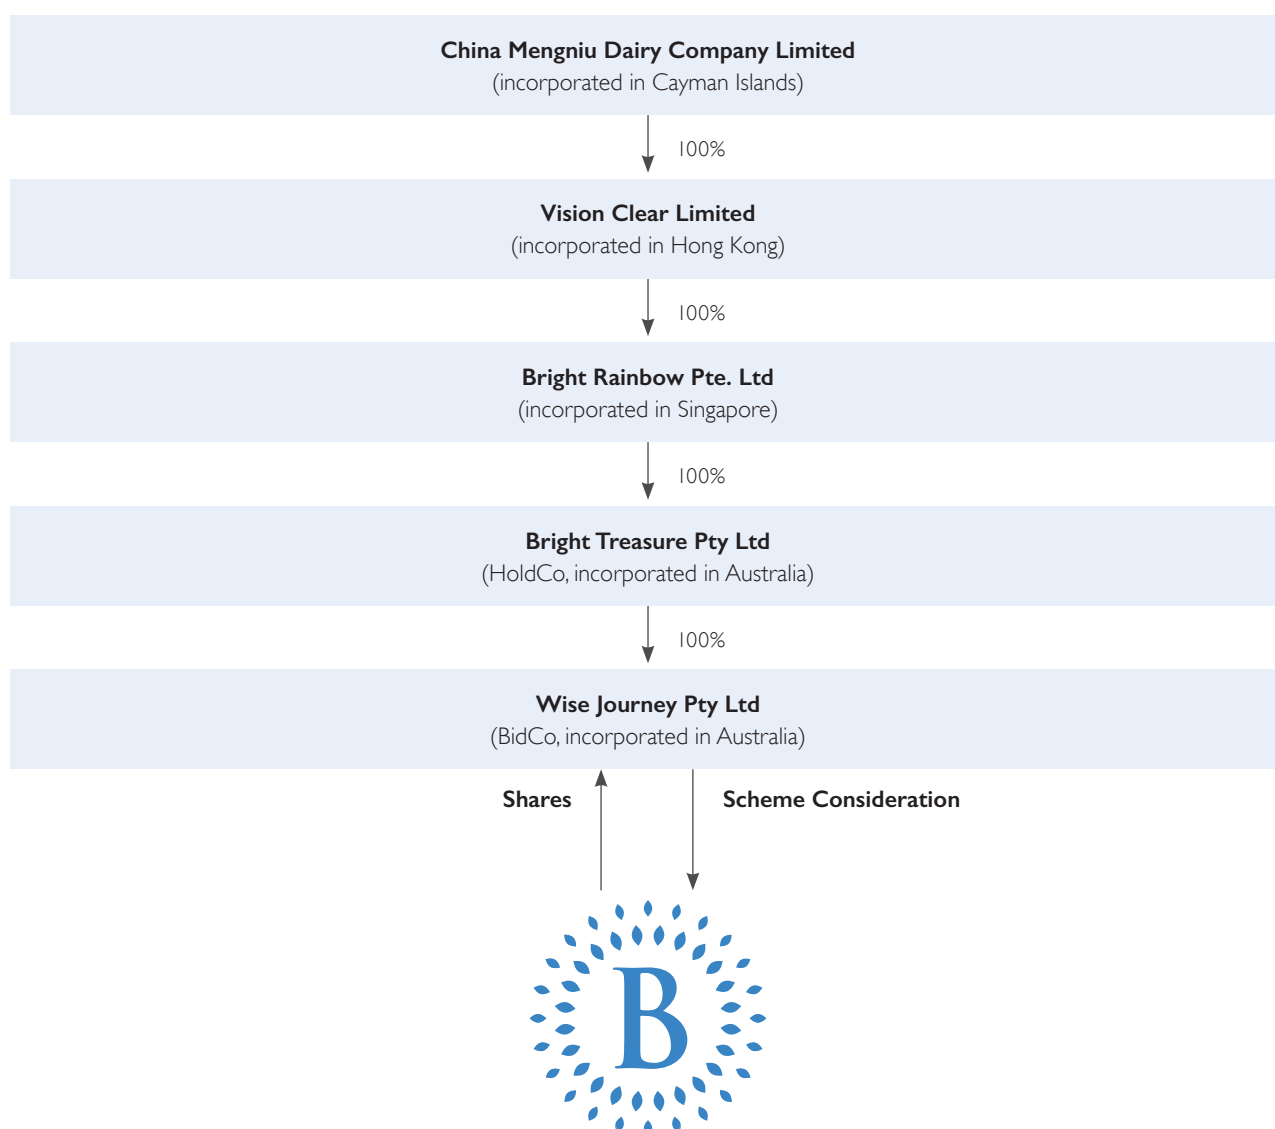 China Mengniu Dairy Company Limited
(incorporated in Cayman Islands)
100%
Vision Clear Limited
(incorporated in Hong Kong)
100%
Bright Rainbow Pte. Ltd
(incorporated in Singapore)
100%
Bright Treasure Pty Ltd
(HoldCo, incorporated in Australia)
100%
Wise Journey Pty Ltd
(BidCo, incorporated in Australia)
Shares Scheme Consideration
B